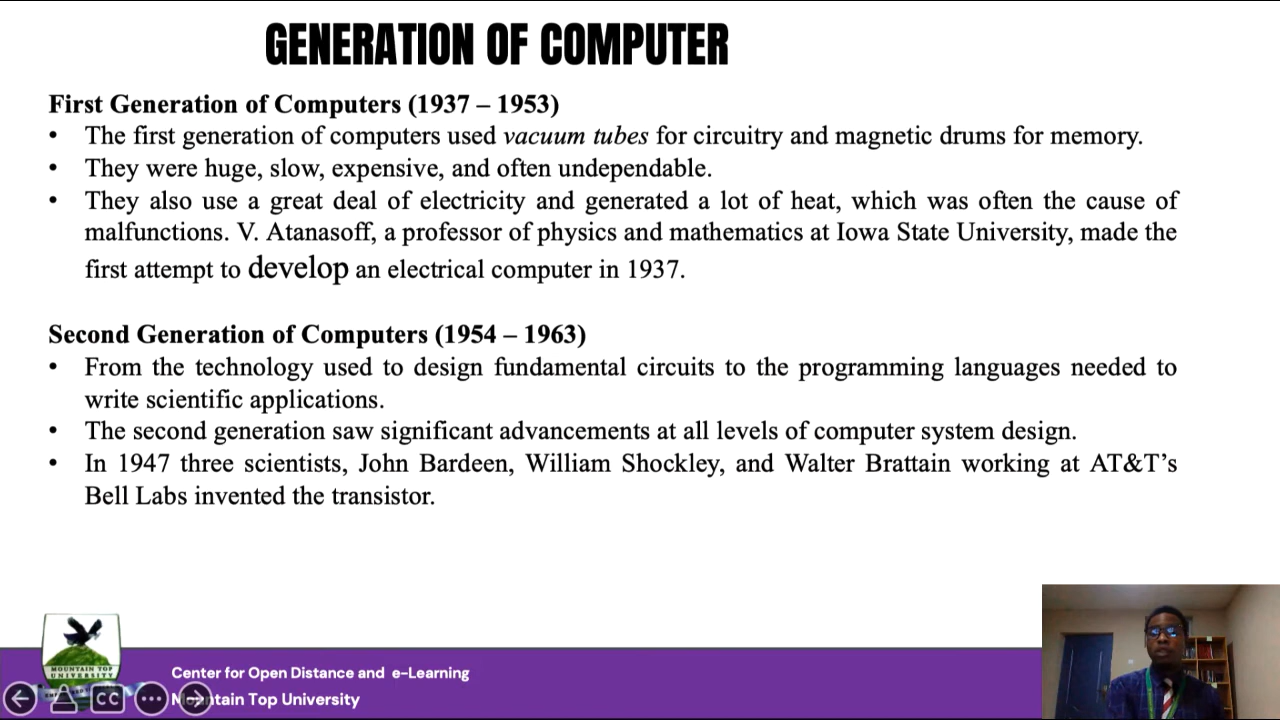 GENERATION OF COMPUTER
First Generation of Computers (1937 – 1953)
• The first generation of computers used vacuum tubes for circuitry and magnetic drums for memory.
• They were huge, slow, expensive, and often undependable.
• They also use a great deal of electricity and generated a lot of heat, which was often the cause of
malfunctions. V. Atanasoff, a professor of physics and mathematics at Iowa State University, made the
first attempt to develop an electrical computer in 1937.
Second Generation of Computers (1954 – 1963)
• From the technology used to design fundamental circuits to the programming languages needed to
write scientific applications.
• The second generation saw significant advancements at all levels of computer system design.
• In 1947 three scientists, John Bardeen, William Shockley, and Walter Brattain working at AT&T’s
Bell Labs invented the transistor.
MOUNTAIN TOP
UNIVERSITY
Center for Open Distance and e-Learning
CC
Mountain Top University